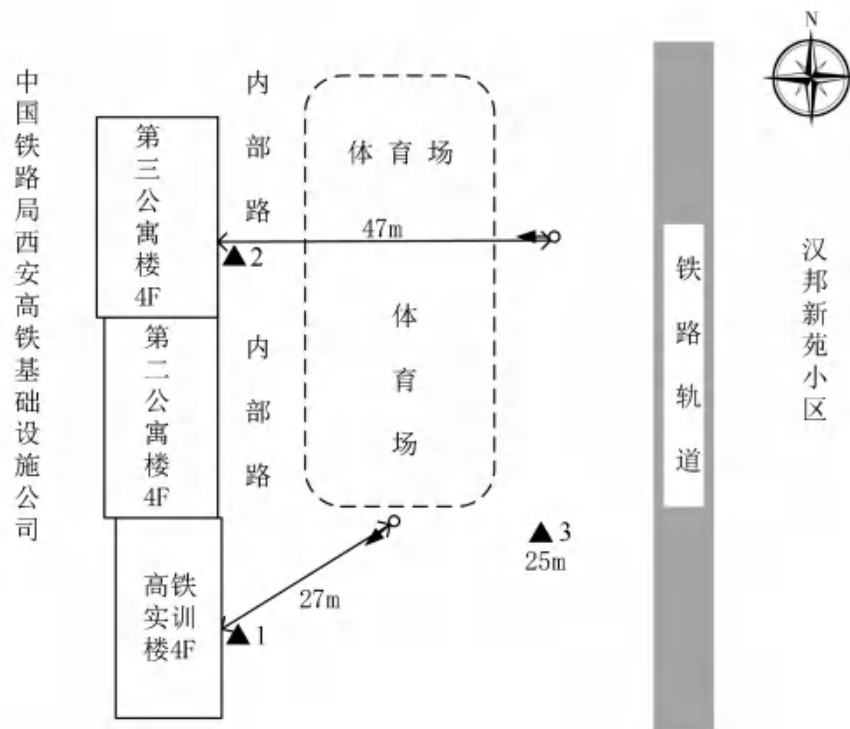 N
中国铁路局西安高铁基础设施公司
第三公寓楼4F
内部路
体育场
47m
▲2
第二公寓楼4F
内部路
体育场
铁路轨道
汉邦新苑小区
▲3
25m
高铁
实训
楼4F
27m
▲1